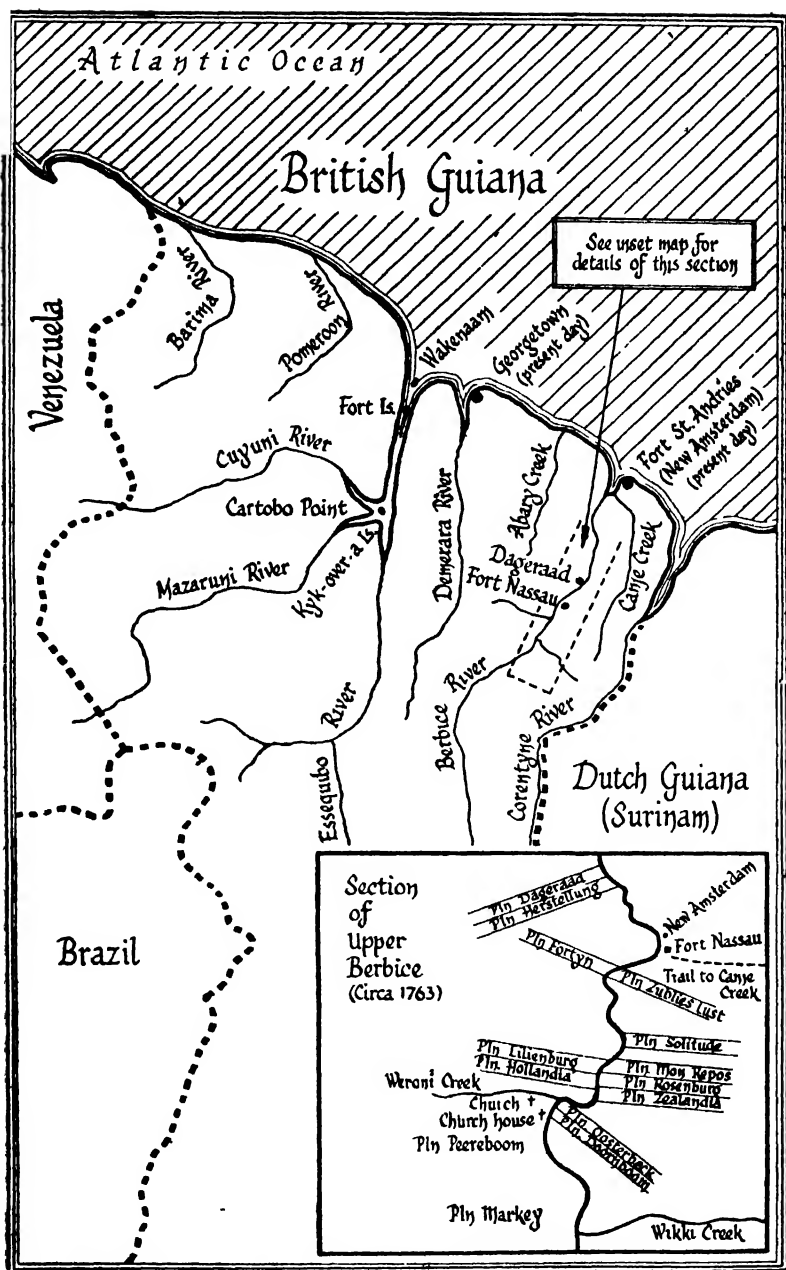 Atlantic Ocean
British Guiana
See inset map for
details of this section
Venezuela
Barima
River
Pomeroon
River
Wakenaam
Georgetown
(present day)
Fort St. Andries
(New Amsterdam)
(present day)
Fort Is.
Cuyuni River
Cartobo Point
Kyk-over-a Is.
Mazaruni River
Demerara River
Abary Creek
Dageraad
Fort Nassau
Canje Creek
Essequibo
River
Berbice
River
Corentyne
River
Dutch Guiana
(Surinam)
Brazil
Section
of
Upper
Berbice
(Circa 1763)
Pln Dageraad
Pln Herstellung
New Amsterdam
Fort Nassau
Trail to Canje
Creek
Pln Fortyn
Pln Zublies Lust
Pln Solitude
Pln Lilienburg
Pln Hollandia
Pln Mon Repos
Pln Rosenburg
Pln Zealandia
Weroni Creek
Church
Church house
Pln Peereboom
Pln Oosterbeck
Pln Doornboom
Pln Markey
Wikki Creek